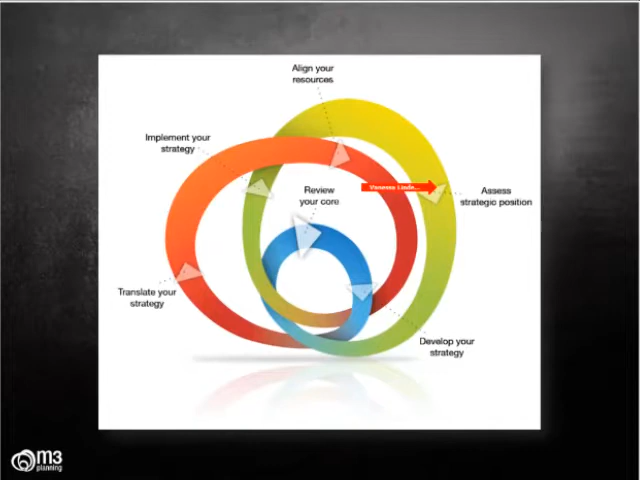 Align your
resources
Implement your
strategy
Review
your core
Assess
strategic position
Translate your
strategy
Develop your
strategy
m3
planning